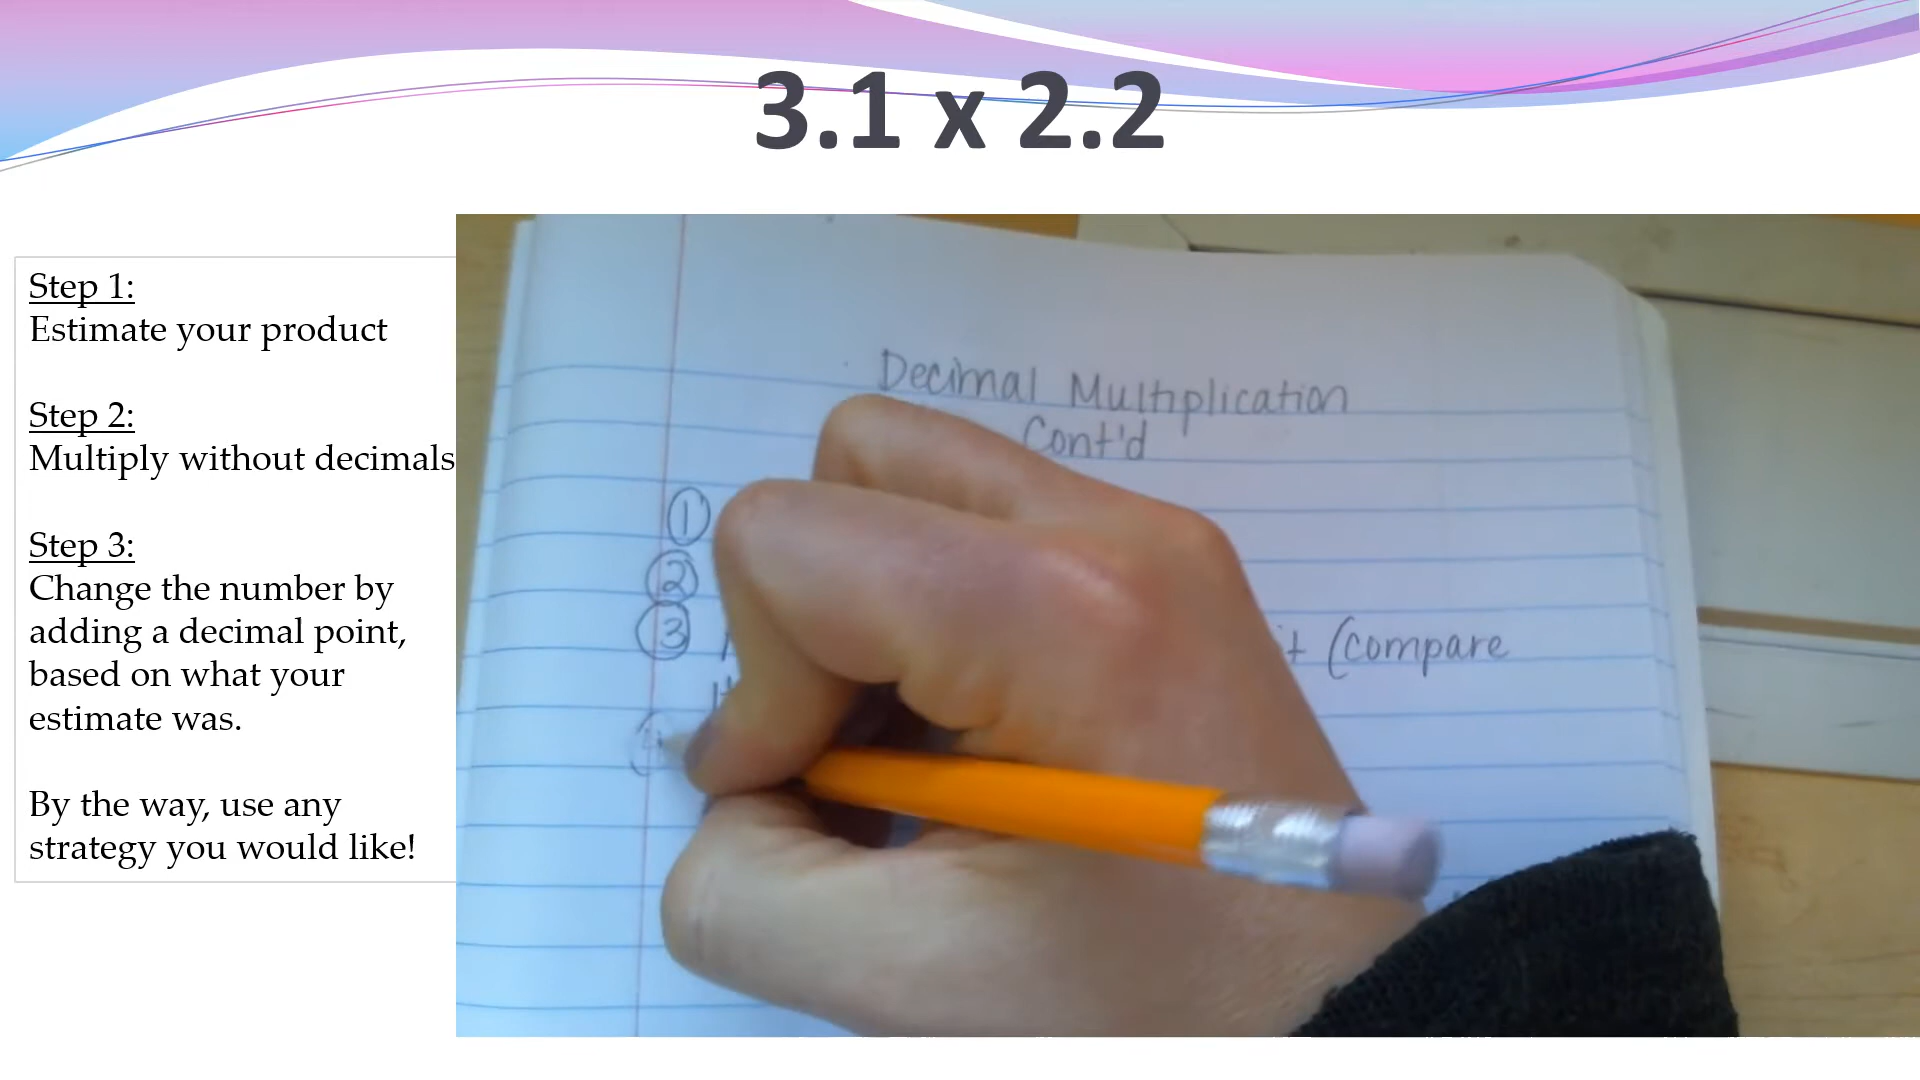 3.1 x 2.2
Step 1:
Estimate your product
Step 2:
Multiply without decimals
Step 3:
Change the number by
adding a decimal point,
based on what your
estimate was.
By the way, use any
strategy you would like!
Decimal Multiplication
Cont'd
1
2
3
(compare